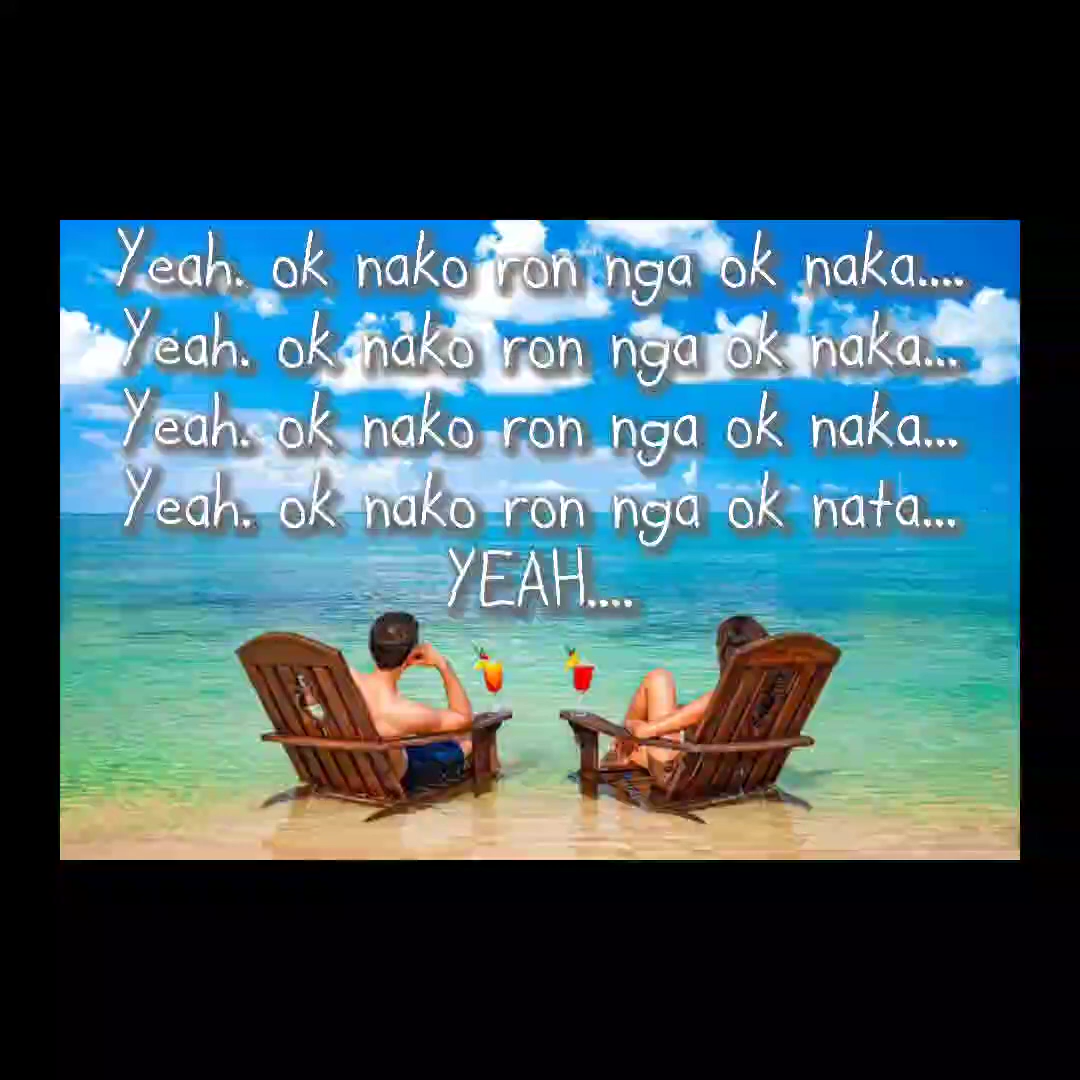 Yeah. ok nako ron nga ok naka....
Yeah. ok nako ron nga ok naka...
Yeah. ok nako ron nga ok naka...
Yeah. ok nako ron nga ok nata...
YEAH....